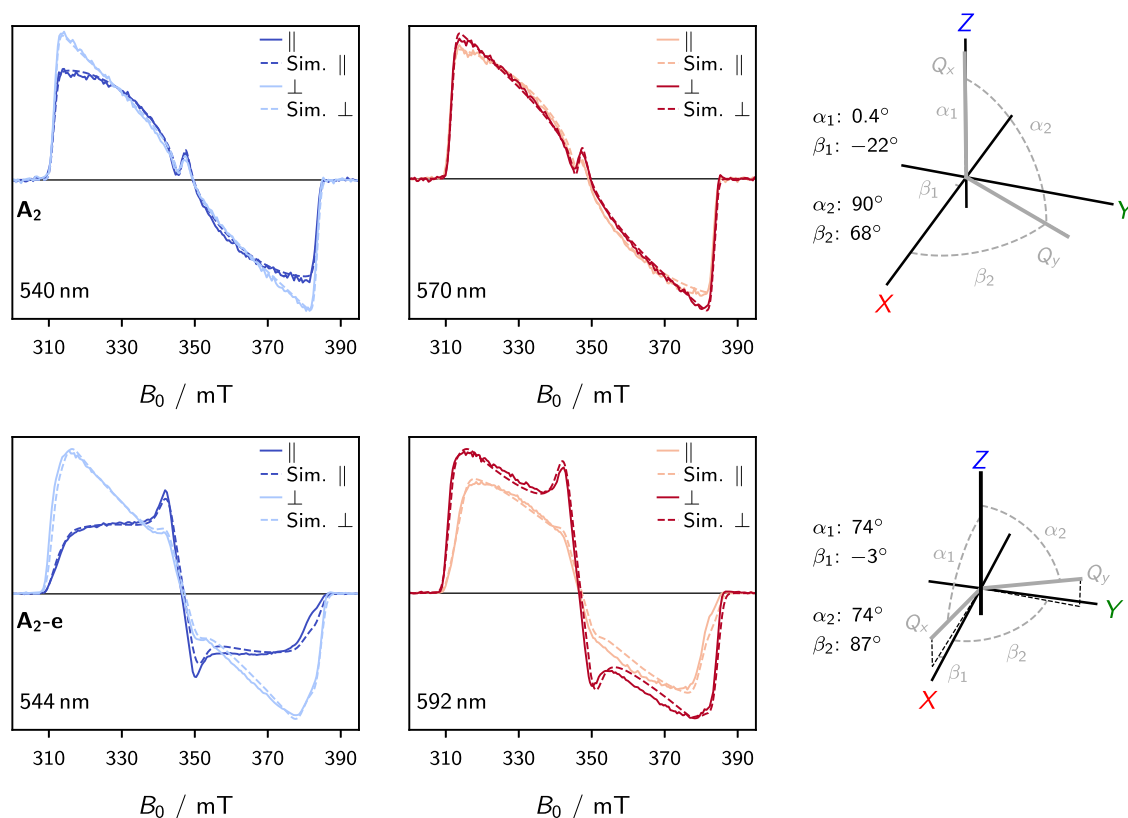 ∥
Sim. ∥
⊥
Sim. ⊥
A₂
540 nm
310 330 350 370 390
B₀ / mT
∥
Sim. ∥
⊥
Sim. ⊥
570 nm
310 330 350 370 390
B₀ / mT
Z
Qₓ
α₁
α₂
α₁: 0.4°
β₁: −22°
β₁
Y
α₂: 90°
β₂: 68°
Q_y
β₂
X
∥
Sim. ∥
⊥
Sim. ⊥
A₂-e
544 nm
310 330 350 370 390
B₀ / mT
∥
Sim. ∥
⊥
Sim. ⊥
592 nm
310 330 350 370 390
B₀ / mT
Z
α₁: 74°
β₁: −3°
α₁
α₂
Q_y
Y
α₂: 74°
β₂: 87°
Qₓ
β₂
β₁
X